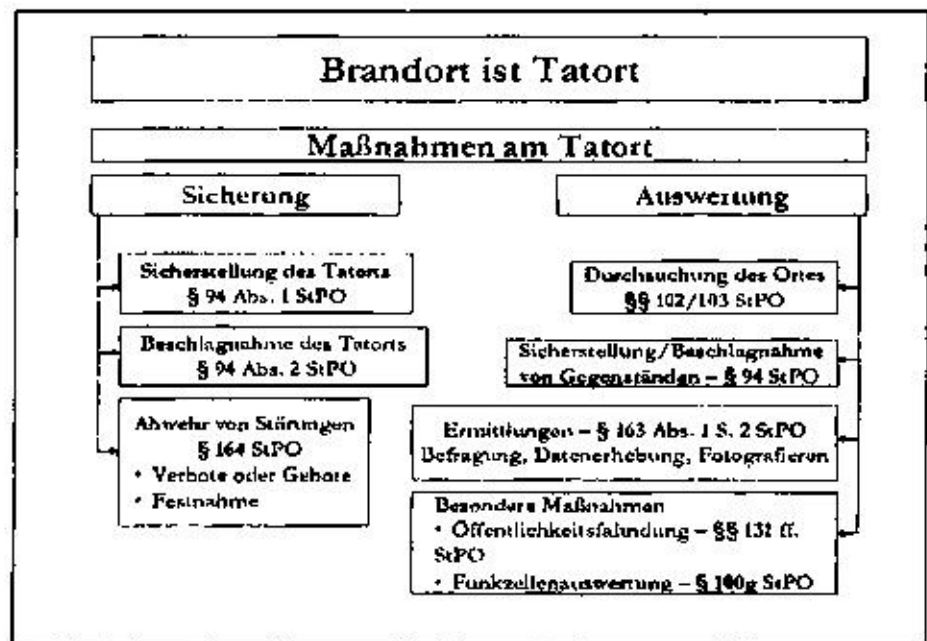 Brandort ist Tatort
Maßnahmen am Tatort
Sicherung
Sicherstellung des Tatorts
§ 94 Abs. 1 StPO
Beschlagnahme des Tatorts
§ 94 Abs. 2 StPO
Abwehr von Störungen
§ 164 StPO
• Verbote oder Gebote
• Festnahme
Auswertung
Durchsuchung des Ortes
§§ 102/103 StPO
Sicherstellung/Beschlagnahme
von Gegenständen – § 94 StPO
Ermittlungen – § 163 Abs. 1 S. 2 StPO
Befragung, Datenerhebung, Fotografieren
Besondere Maßnahmen
• Öffentlichkeitsfahndung – §§ 131 ff.
StPO
• Funkzellenauswertung – § 100g StPO